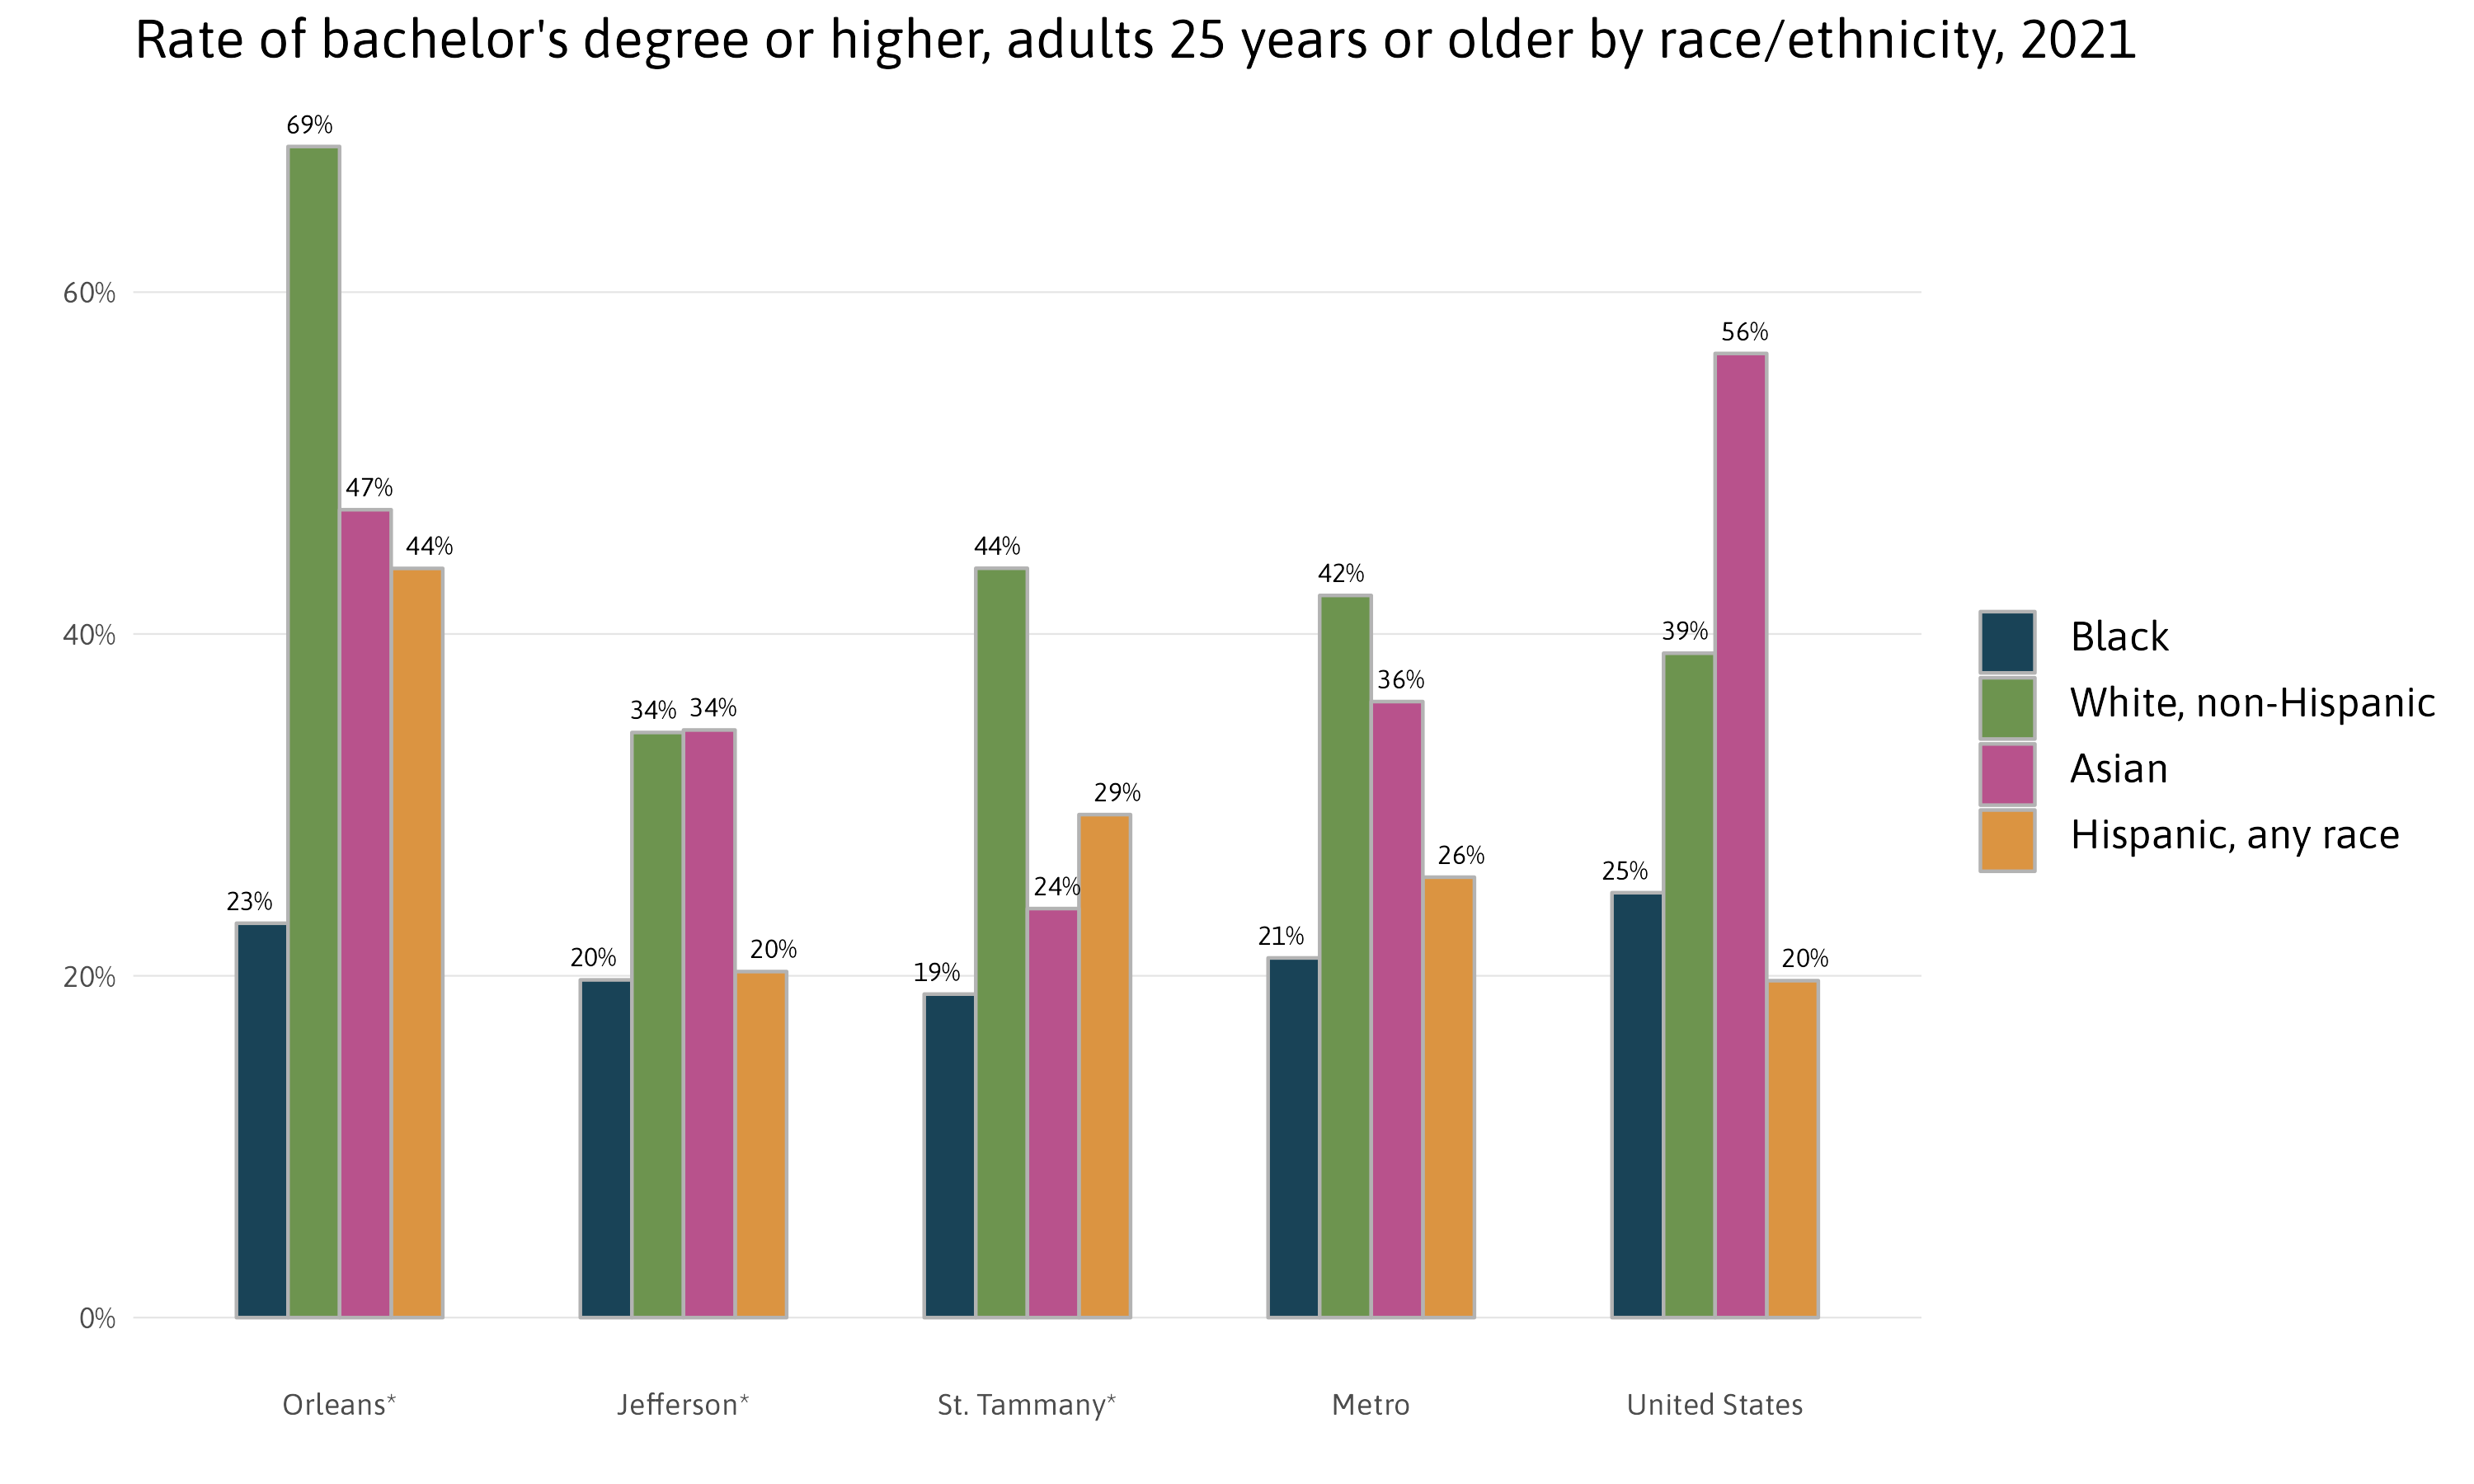 Rate of bachelor's degree or higher, adults 25 years or older by race/ethnicity, 2021
60%
40%
20%
0%
23%
69%
47%
44%
20%
34%
34%
20%
19%
44%
24%
29%
21%
42%
36%
26%
25%
39%
56%
20%
Orleans*
Jefferson*
St. Tammany*
Metro
United States
Black
White, non-Hispanic
Asian
Hispanic, any race